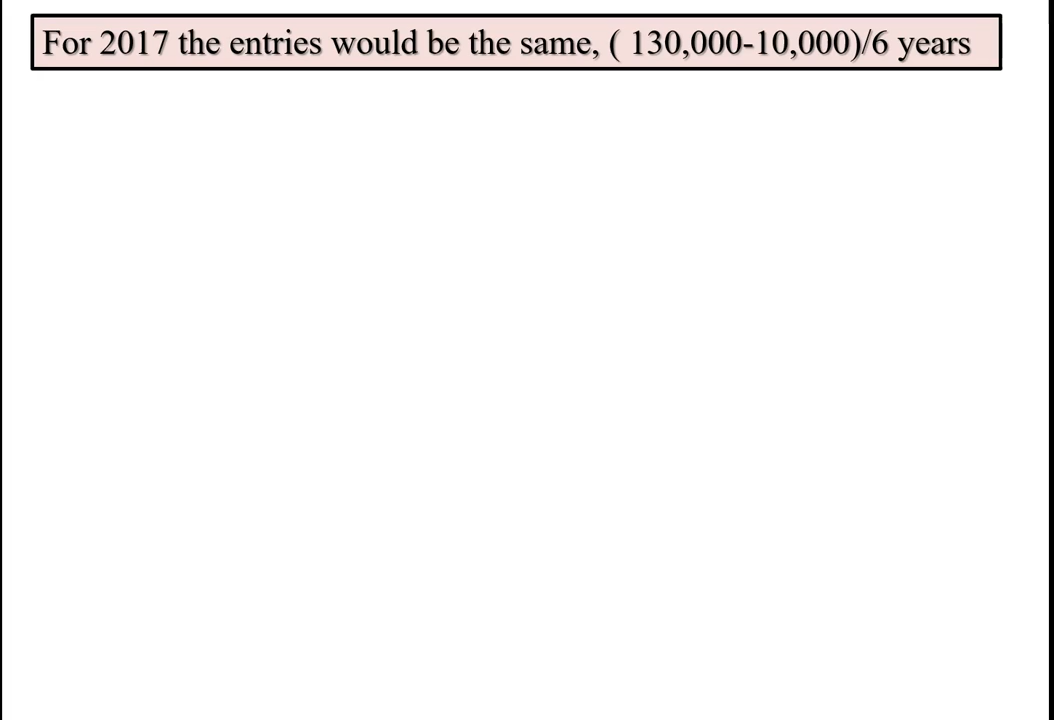 For 2017 the entries would be the same, ( 130,000-10,000)/6 years